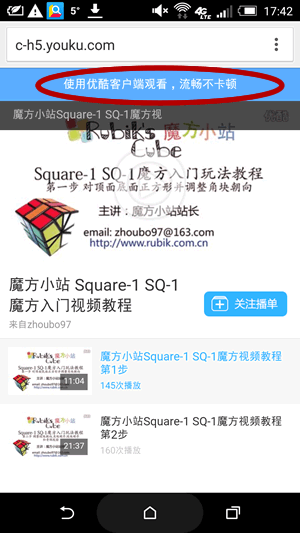 17:42
c-h5.youku.com
使用优酷客户端观看，流畅不卡顿
魔方小站Square-1 SQ-1魔方视
Rubik's 魔方小站
Cube
Square-1 SQ-1魔方入门玩法教程
第一步 对顶面底面正方形并调整角块朝向
主讲：魔方小站站长
email: zhoubo97@163.com
http://www.rubik.com.cn
魔方小站 Square-1 SQ-1
魔方入门视频教程
关注播单
来自zhoubo97
魔方小站Square-1 SQ-1魔方视频教程
第1步
11:04
145次播放
魔方小站Square-1 SQ-1魔方视频教程
第2步
21:37
160次播放